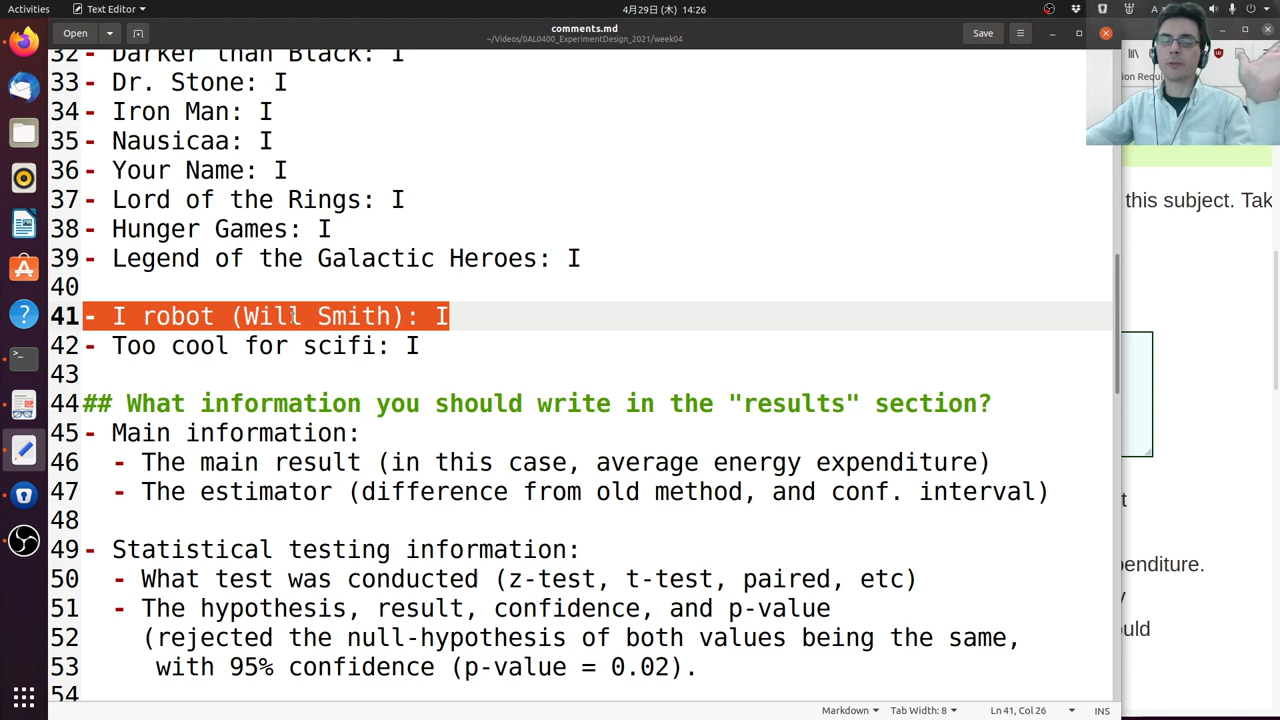 Activities
Text Editor
4月29日 (木) 14:26
Open
comments.md
~/Videos/0AL0400_ExperimentDesign_2021/week04
Save
32- Darker than Black: I
33- Dr. Stone: I
34- Iron Man: I
35- Nausicaa: I
36- Your Name: I
37- Lord of the Rings: I
38- Hunger Games: I
39- Legend of the Galactic Heroes: I
40
41- I robot (Will Smith): I
42- Too cool for scifi: I
43
44## What information you should write in the "results" section?
45- Main information:
46 - The main result (in this case, average energy expenditure)
47 - The estimator (difference from old method, and conf. interval)
48
49- Statistical testing information:
50 - What test was conducted (z-test, t-test, paired, etc)
51 - The hypothesis, result, confidence, and p-value
52 (rejected the null-hypothesis of both values being the same,
53 with 95% confidence (p-value = 0.02).
54
Markdown
Tab Width: 8
Ln 41, Col 26
INS
this subject. Tak
enditure.